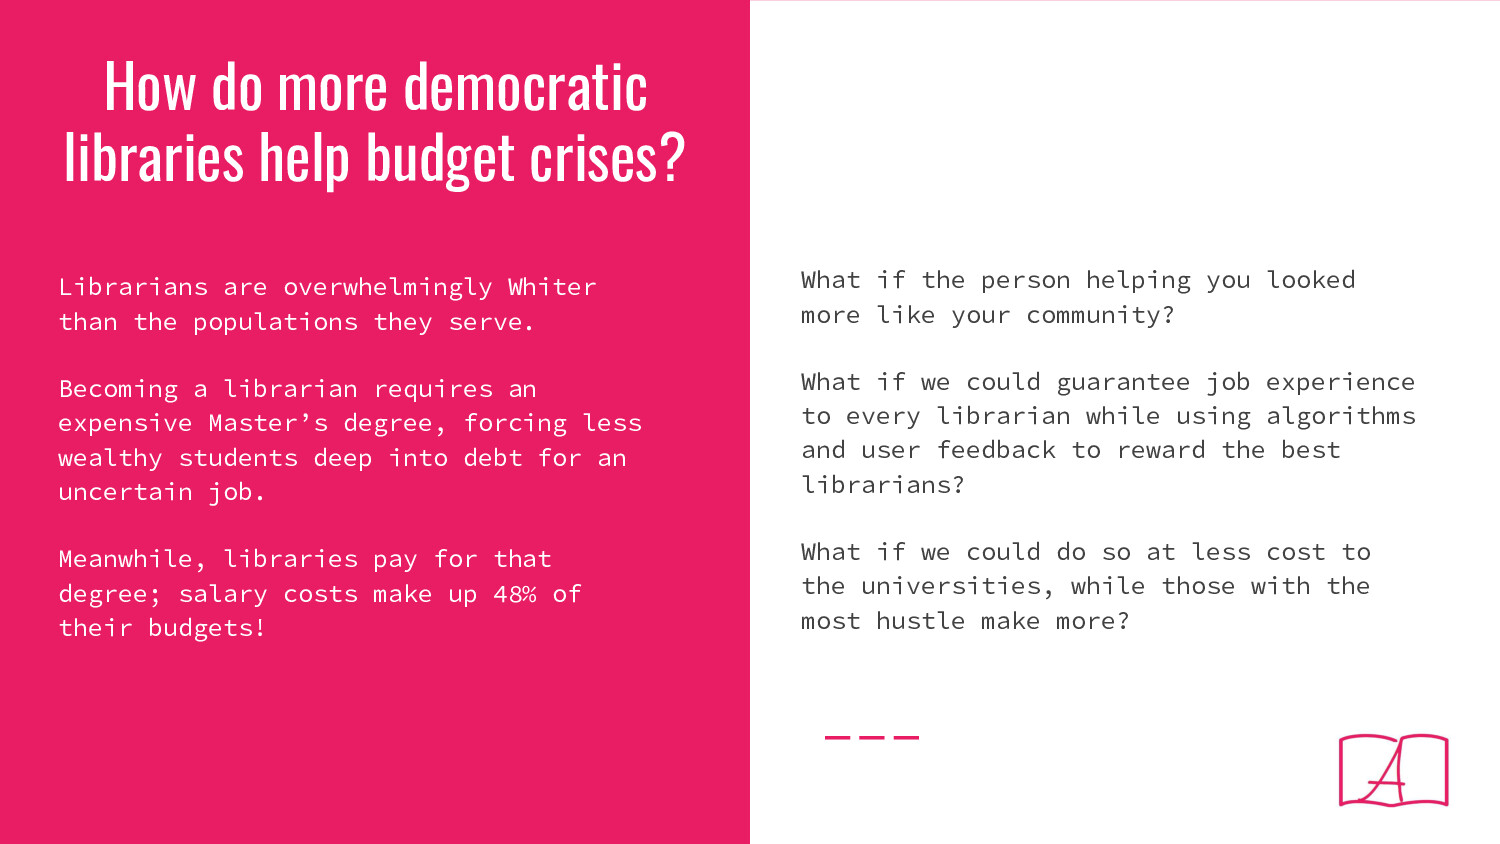 How do more democratic
libraries help budget crises?
Librarians are overwhelmingly Whiter
than the populations they serve.
Becoming a librarian requires an
expensive Master’s degree, forcing less
wealthy students deep into debt for an
uncertain job.
Meanwhile, libraries pay for that
degree; salary costs make up 48% of
their budgets!
What if the person helping you looked
more like your community?
What if we could guarantee job experience
to every librarian while using algorithms
and user feedback to reward the best
librarians?
What if we could do so at less cost to
the universities, while those with the
most hustle make more?
A